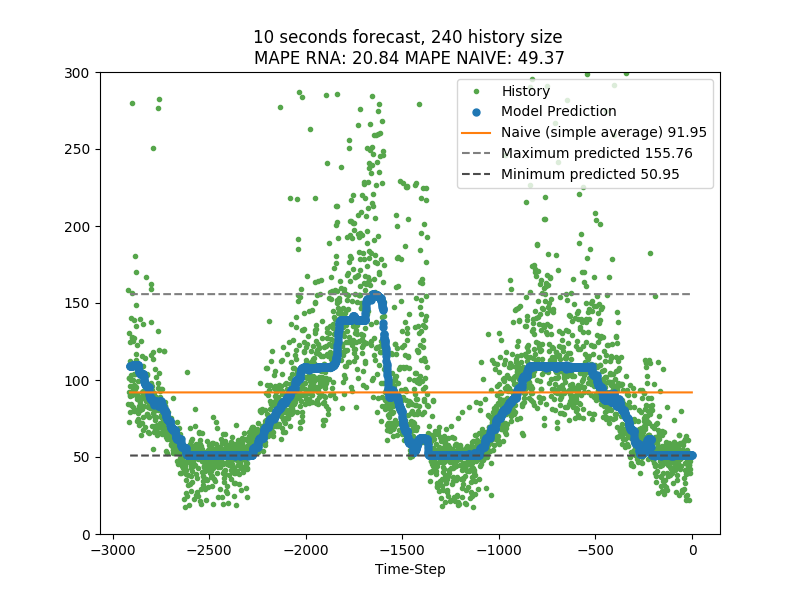 10 seconds forecast, 240 history size
MAPE RNA: 20.84 MAPE NAIVE: 49.37
300
250
200
150
100
50
0
History
Model Prediction
Naive (simple average) 91.95
Maximum predicted 155.76
Minimum predicted 50.95
−3000 −2500 −2000 −1500 −1000 −500 0
Time-Step